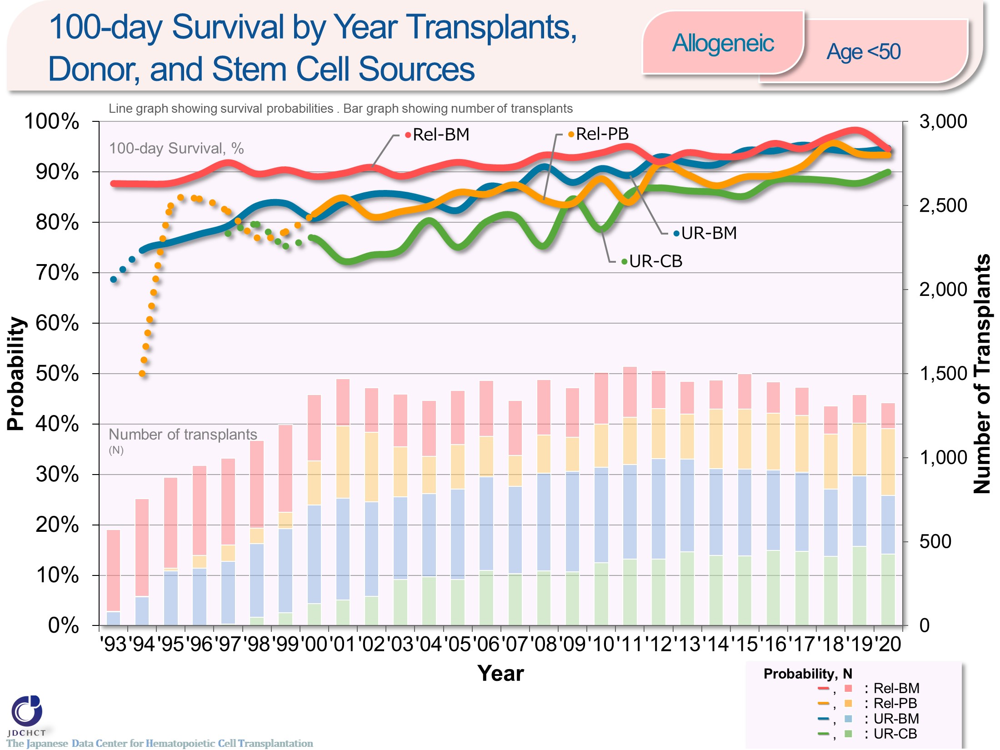 100-day Survival by Year Transplants,
Donor, and Stem Cell Sources
Allogeneic
Age <50
Line graph showing survival probabilities . Bar graph showing number of transplants
100-day Survival, %
Rel-BM
Rel-PB
UR-BM
UR-CB
Number of transplants
(N)
Probability
100%
90%
80%
70%
60%
50%
40%
30%
20%
10%
0%
3,000
2,500
2,000
1,500
1,000
500
0
Number of Transplants
'93 '94 '95 '96 '97 '98 '99 '00 '01 '02 '03 '04 '05 '06 '07 '08 '09 '10 '11 '12 '13 '14 '15 '16 '17 '18 '19 '20
Year
Probability, N
, : Rel-BM
, : Rel-PB
, : UR-BM
, : UR-CB
JDCHCT
The Japanese Data Center for Hematopoietic Cell Transplantation